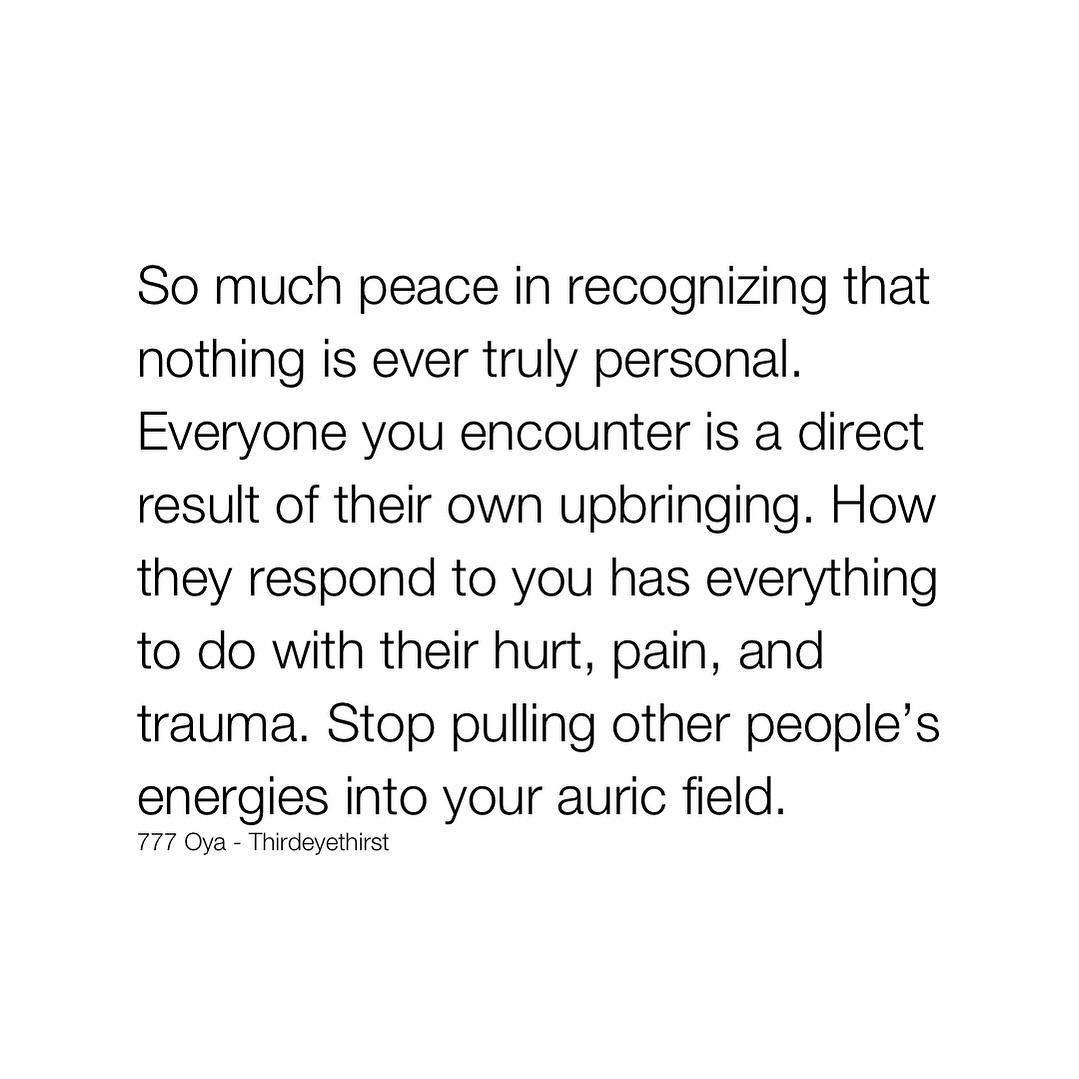 So much peace in recognizing that
nothing is ever truly personal.
Everyone you encounter is a direct
result of their own upbringing. How
they respond to you has everything
to do with their hurt, pain, and
trauma. Stop pulling other people’s
energies into your auric field.
777 Oya - Thirdeyethirst